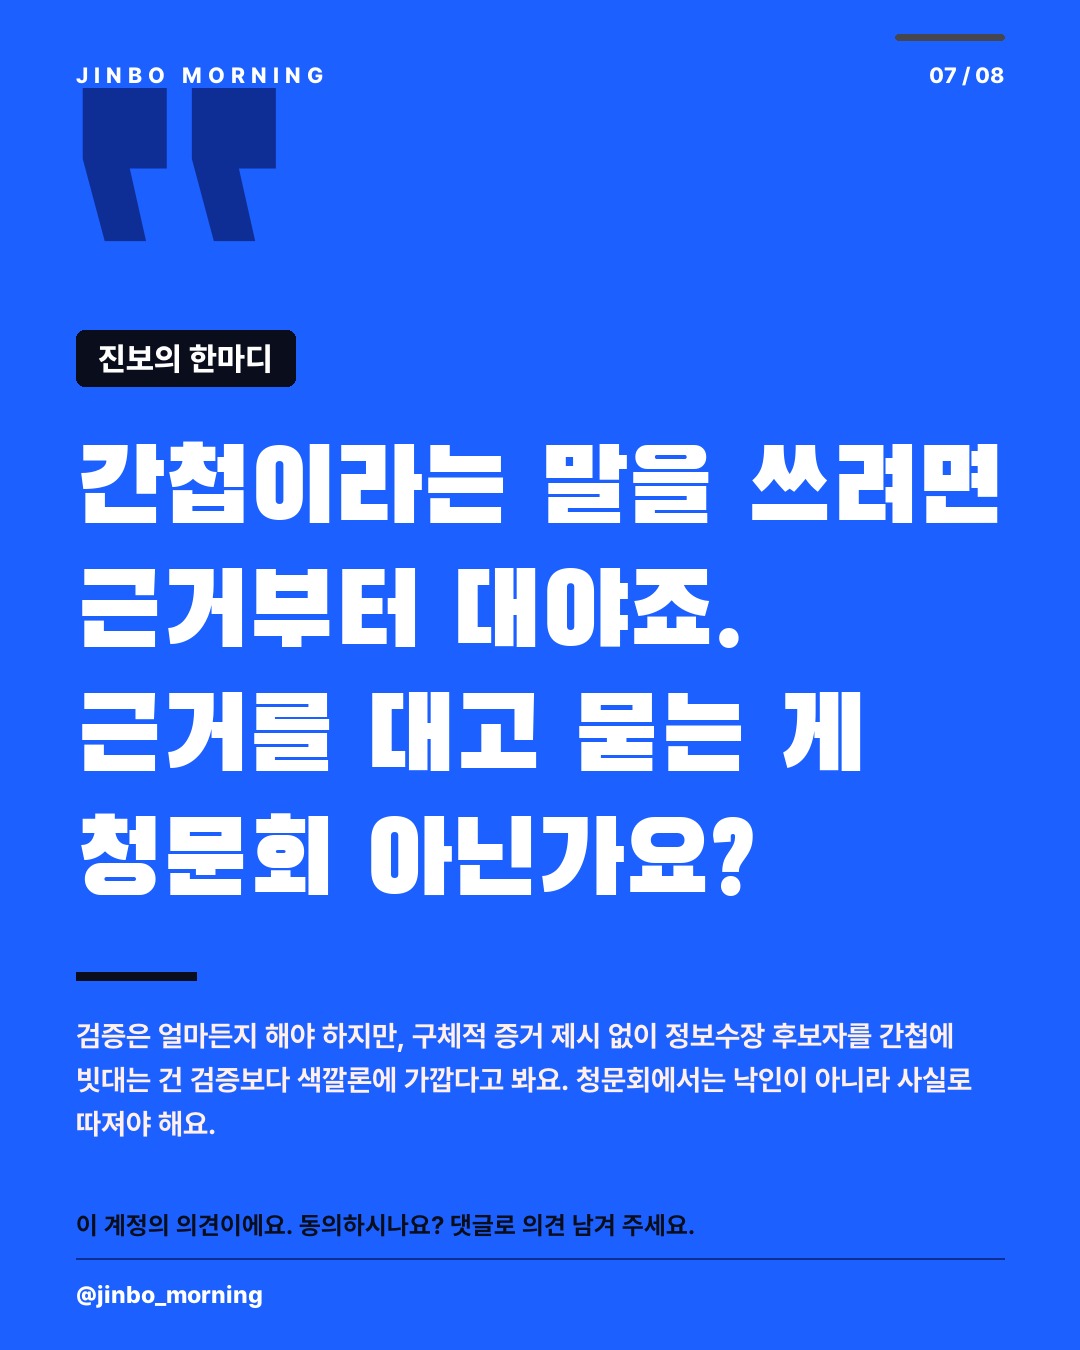 JINBO MORNING
07 / 08
진보의 한마디
간첩이라는 말을 쓰려면
근거부터 대야죠.
근거를 대고 묻는 게
청문회 아닌가요?
검증은 얼마든지 해야 하지만, 구체적 증거 제시 없이 정보수장 후보자를 간첩에
빗대는 건 검증보다 색깔론에 가깝다고 봐요. 청문회에서는 낙인이 아니라 사실로
따져야 해요.
이 계정의 의견이에요. 동의하시나요? 댓글로 의견 남겨 주세요.
@jinbo_morning